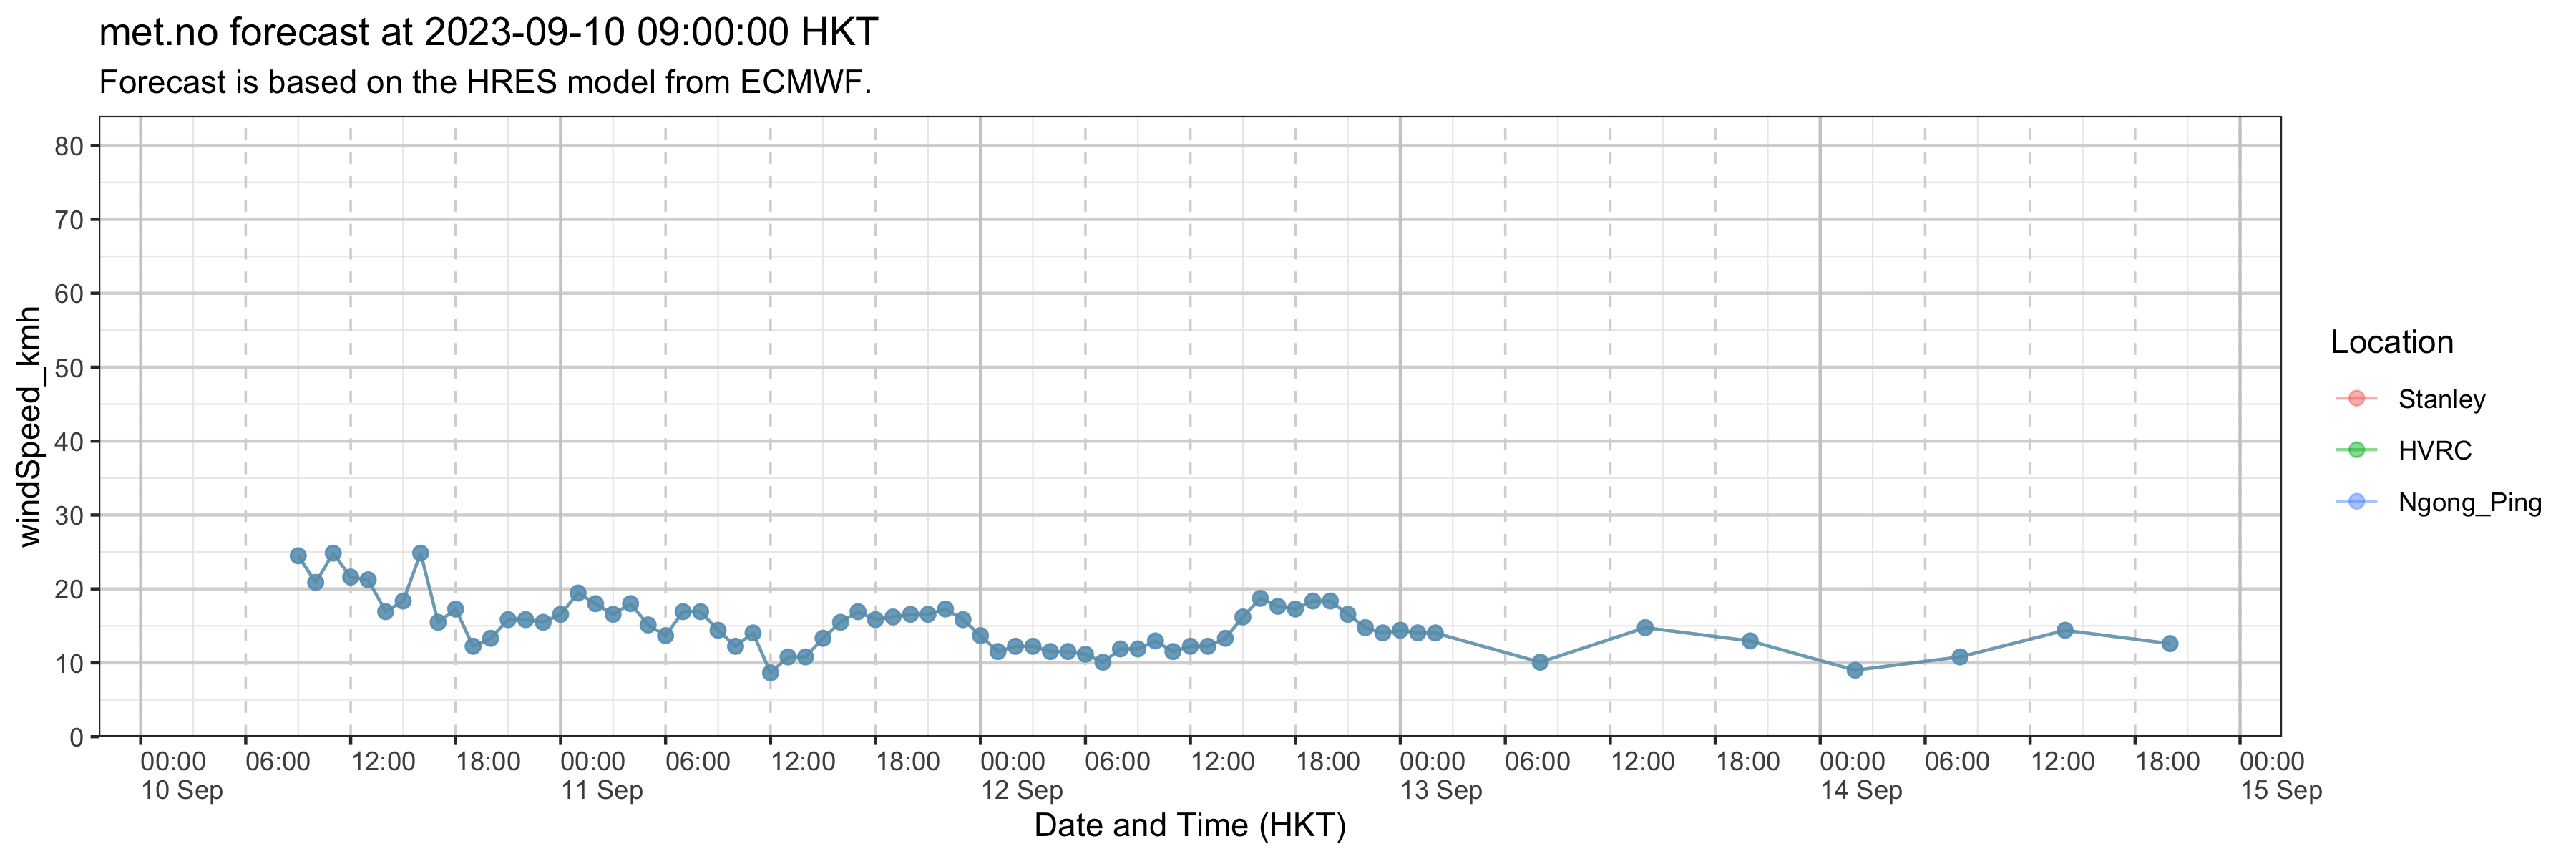 met.no forecast at 2023-09-10 09:00:00 HKT
Forecast is based on the HRES model from ECMWF.
windSpeed_kmh
80
70
60
50
40
30
20
10
0
00:00 06:00 12:00 18:00 00:00 06:00 12:00 18:00 00:00 06:00 12:00 18:00 00:00 06:00 12:00 18:00 00:00 06:00 12:00 18:00 00:00
10 Sep 11 Sep 12 Sep 13 Sep 14 Sep 15 Sep
Date and Time (HKT)
Location
Stanley
HVRC
Ngong_Ping